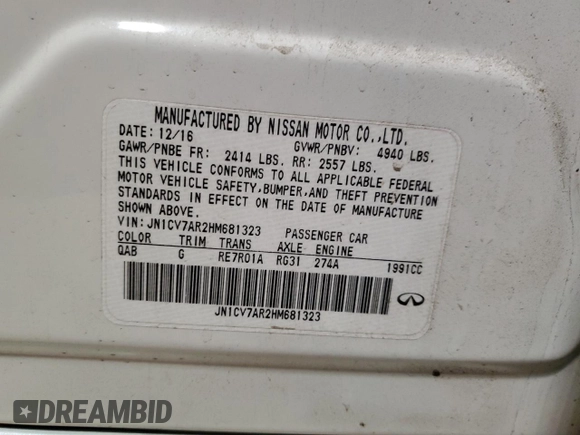 MANUFACTURED BY NISSAN MOTOR CO.,LTD.
DATE: 12/16 GVWR/PNBV: 4940 LBS.
GAWR/PNBE FR: 2414 LBS. RR: 2557 LBS.
THIS VEHICLE CONFORMS TO ALL APPLICABLE FEDERAL
MOTOR VEHICLE SAFETY,BUMPER,AND THEFT PREVENTION
STANDARDS IN EFFECT ON THE DATE OF MANUFACTURE
SHOWN ABOVE.
VIN: JN1CV7AR2HM681323 PASSENGER CAR
COLOR TRIM TRANS AXLE ENGINE
QAB G RE7R01A RG31 274A 1991CC
JN1CV7AR2HM681323
DREAMBID